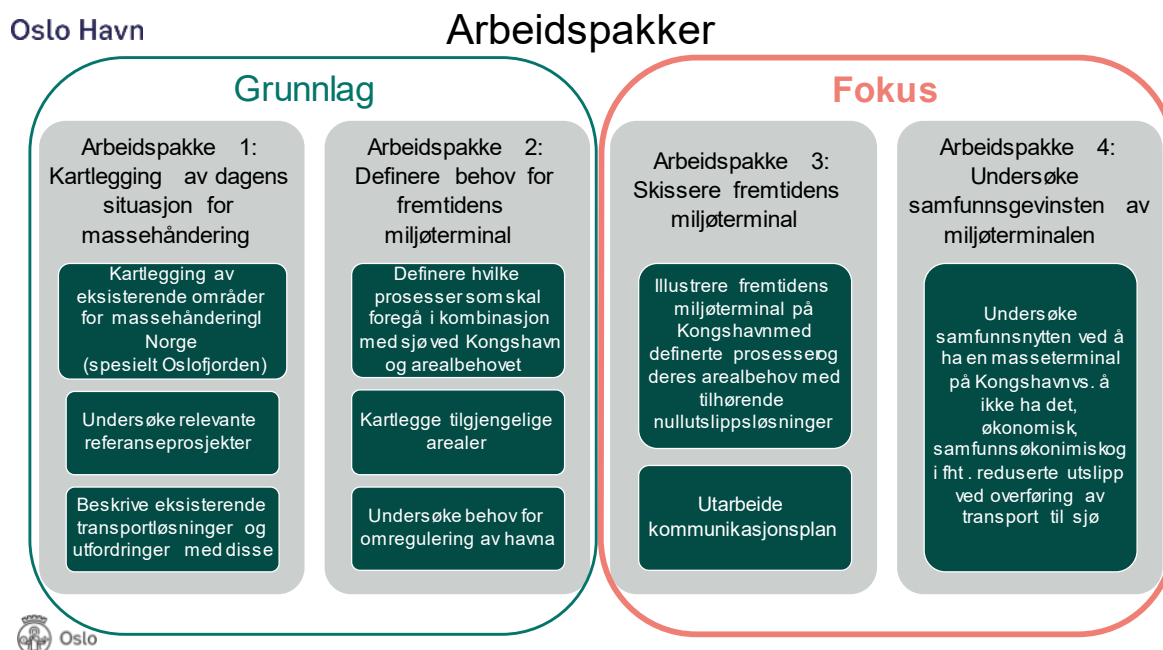 Oslo Havn
Arbeidspakker
Grunnlag
Arbeidspakke 1:
Kartlegging av dagens
situasjon for
massehåndering
Kartlegging av
eksisterende områder
for massehånderingI
Norge
(spesielt Oslofjorden)
Undersøke relevante
referanseprosjekter
Beskrive eksisterende
transportløsninger og
utfordringer med disse
Arbeidspakke 2:
Definere behov for
fremtidens
miljøterminal
Definere hvilke
prosesser som skal
foregå i kombinasjon
med sjø ved Kongshavn
og arealbehovet
Kartlegge tilgjengelige
arealer
Undersøke behov for
omregulering av havna
Fokus
Arbeidspakke 3:
Skissere fremtidens
miljøterminal
Illustrere fremtidens
miljøterminal på
Kongshavnmed
definerte prosesserog
deres arealbehov med
tilhørende
nullutslippsløsninger
Utarbeide
kommunikasjonsplan
Arbeidspakke 4:
Undersøke
samfunnsgevinsten av
miljøterminalen
Undersøke
samfunnsnytten ved å
ha en masseterminal
på Kongshavnvs. å
ikke ha det,
økonomisk,
samfunnsøkonimiskog
i fht. reduserte utslipp
ved overføring av
transport til sjø
Oslo